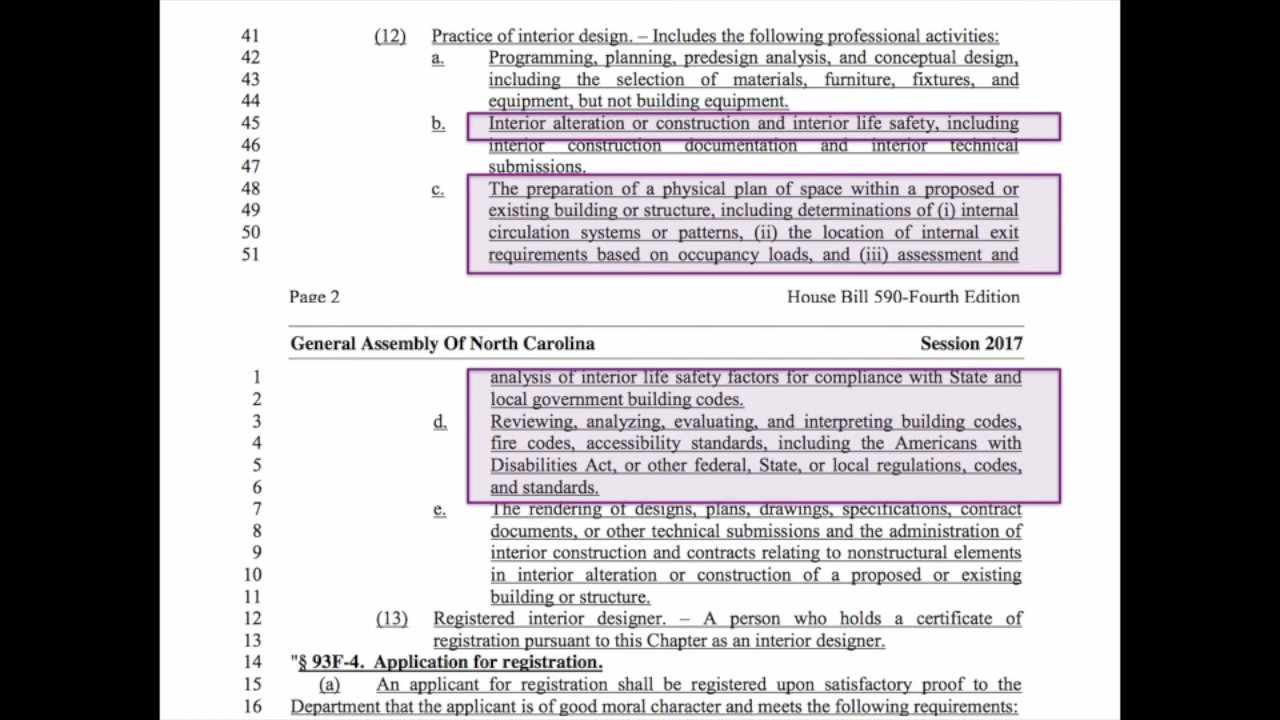 41 (12) Practice of interior design. – Includes the following professional activities:
42 a. Programming, planning, predesign analysis, and conceptual design,
43 including the selection of materials, furniture, fixtures, and
44 equipment, but not building equipment.
45 b. Interior alteration or construction and interior life safety, including
46 interior construction documentation and interior technical
47 submissions.
48 c. The preparation of a physical plan of space within a proposed or
49 existing building or structure, including determinations of (i) internal
50 circulation systems or patterns, (ii) the location of internal exit
51 requirements based on occupancy loads, and (iii) assessment and
Page 2 House Bill 590-Fourth Edition
General Assembly Of North Carolina Session 2017
1 analysis of interior life safety factors for compliance with State and
2 local government building codes.
3 d. Reviewing, analyzing, evaluating, and interpreting building codes,
4 fire codes, accessibility standards, including the Americans with
5 Disabilities Act, or other federal, State, or local regulations, codes,
6 and standards.
7 e. The rendering of designs, plans, drawings, specifications, contract
8 documents, or other technical submissions and the administration of
9 interior construction and contracts relating to nonstructural elements
10 in interior alteration or construction of a proposed or existing
11 building or structure.
12 (13) Registered interior designer. – A person who holds a certificate of
13 registration pursuant to this Chapter as an interior designer.
14 "§ 93F-4. Application for registration.
15 (a) An applicant for registration shall be registered upon satisfactory proof to the
16 Department that the applicant is of good moral character and meets the following requirements: